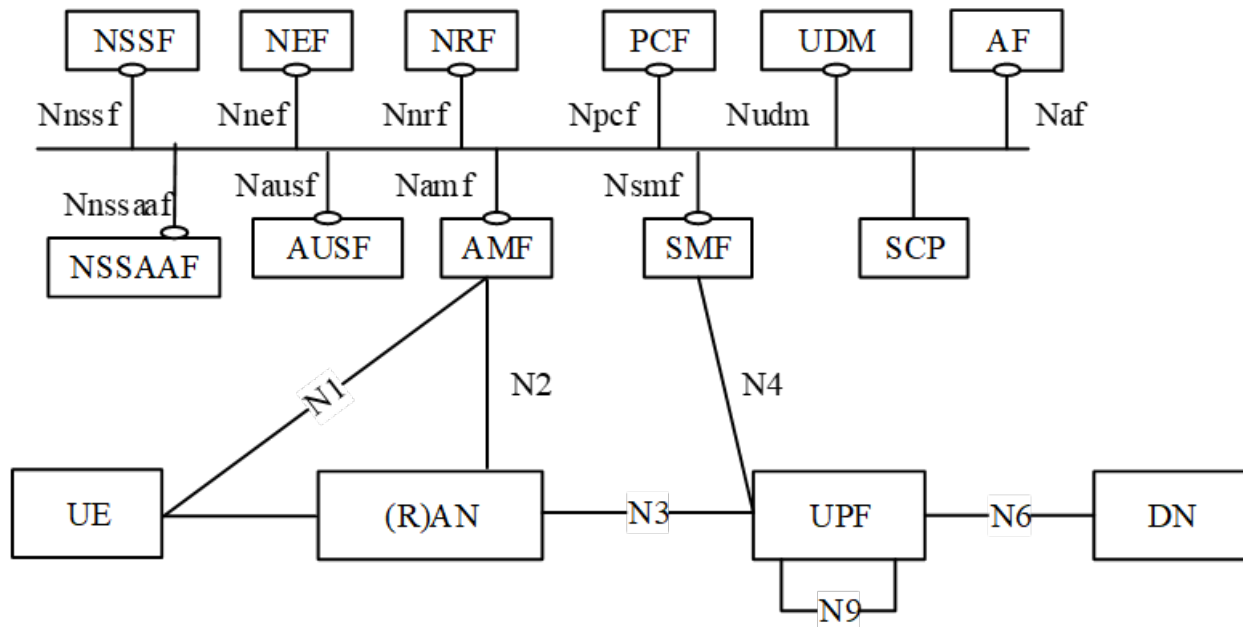 NSSF NEF NRF PCF UDM AF
Nnssf Nnef Nnrf Npcf Nudm Naf
Nnssaaf Nausf Namf Nsmf
NSSAAF AUSF AMF SMF SCP
N1 N2 N4
UE (R)AN N3 UPF N6 DN
N9